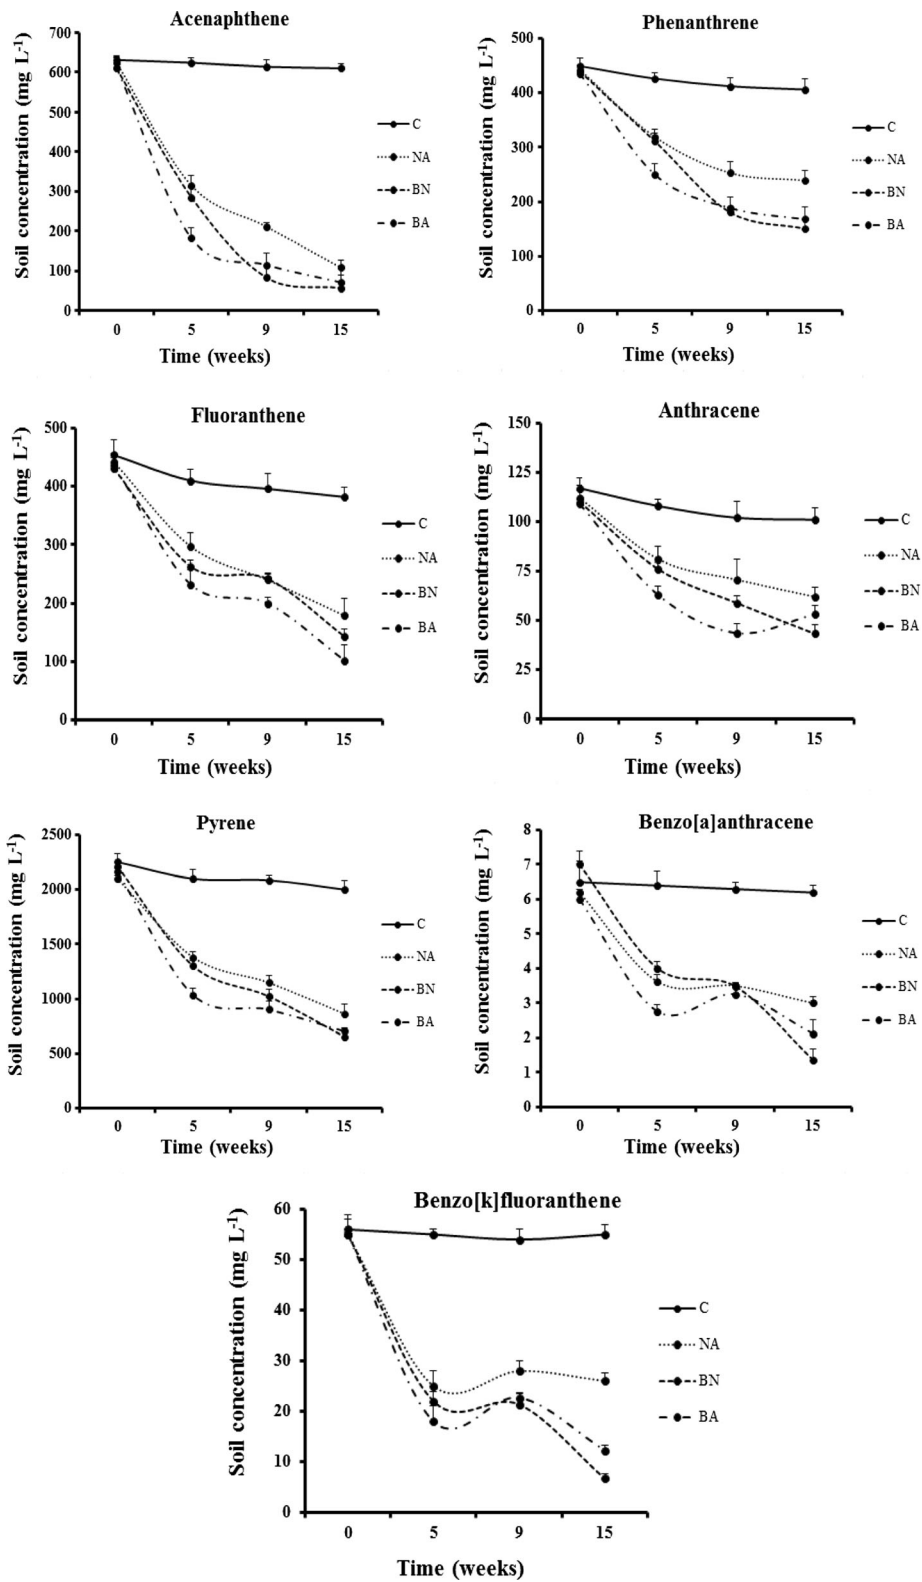 Acenaphthene
Soil concentration (mg L-1)
700
600
500
400
300
200
100
0
0 5 9 15
Time (weeks)
C
NA
BN
BA
Phenanthrene
Soil concentration (mg L-1)
500
400
300
200
100
0
0 5 9 15
Time (weeks)
C
NA
BN
BA
Fluoranthene
Soil concentration (mg L-1)
500
400
300
200
100
0
0 5 9 15
Time (weeks)
C
NA
BN
BA
Anthracene
Soil concentration (mg L-1)
150
125
100
75
50
25
0
0 5 9 15
Time (weeks)
C
NA
BN
BA
Pyrene
Soil concentration (mg L-1)
2500
2000
1500
1000
500
0
0 5 9 15
Time (weeks)
C
NA
BN
BA
Benzo[a]anthracene
Soil concentration (mg L-1)
8
7
6
5
4
3
2
1
0
0 5 9 15
Time (weeks)
C
NA
BN
BA
Benzo[k]fluoranthene
Soil concentration (mg L-1)
60
50
40
30
20
10
0
0 5 9 15
Time (weeks)
C
NA
BN
BA